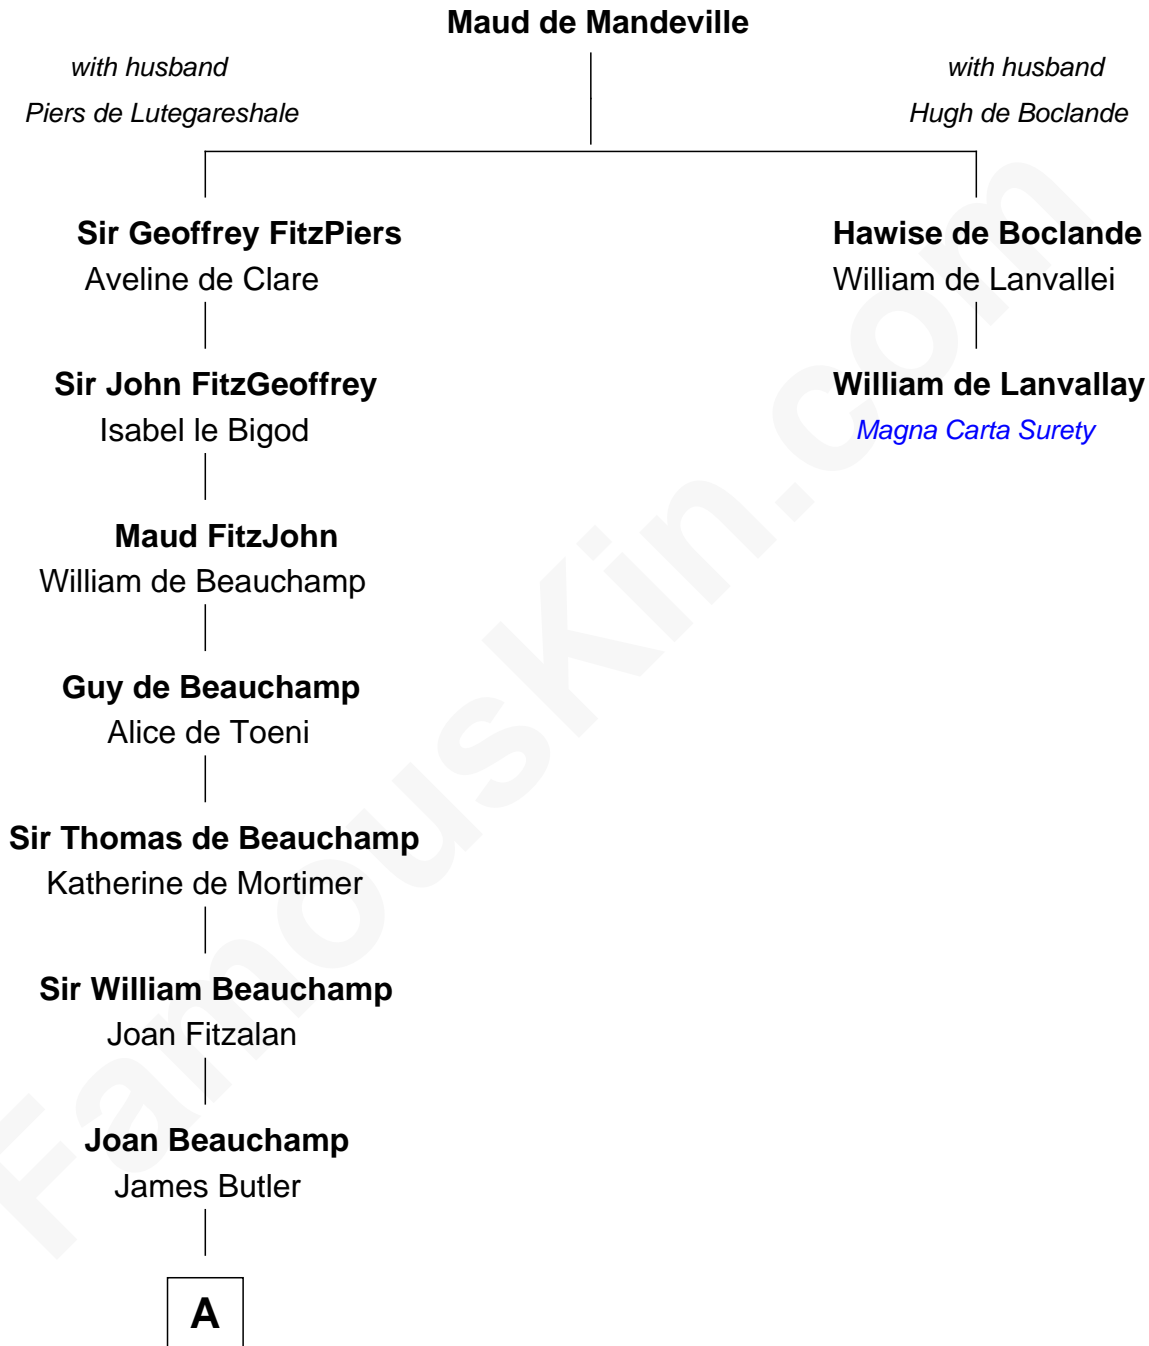 Maud de Mandeville
with husband
Piers de Lutegareshale
with husband
Hugh de Boclande
Sir Geoffrey FitzPiers
Aveline de Clare
Hawise de Boclande
William de Lanvallei
Sir John FitzGeoffrey
Isabel le Bigod
William de Lanvallay
Magna Carta Surety
Maud FitzJohn
William de Beauchamp
Guy de Beauchamp
Alice de Toeni
Sir Thomas de Beauchamp
Katherine de Mortimer
Sir William Beauchamp
Joan Fitzalan
Joan Beauchamp
James Butler
A
FamousKin.com